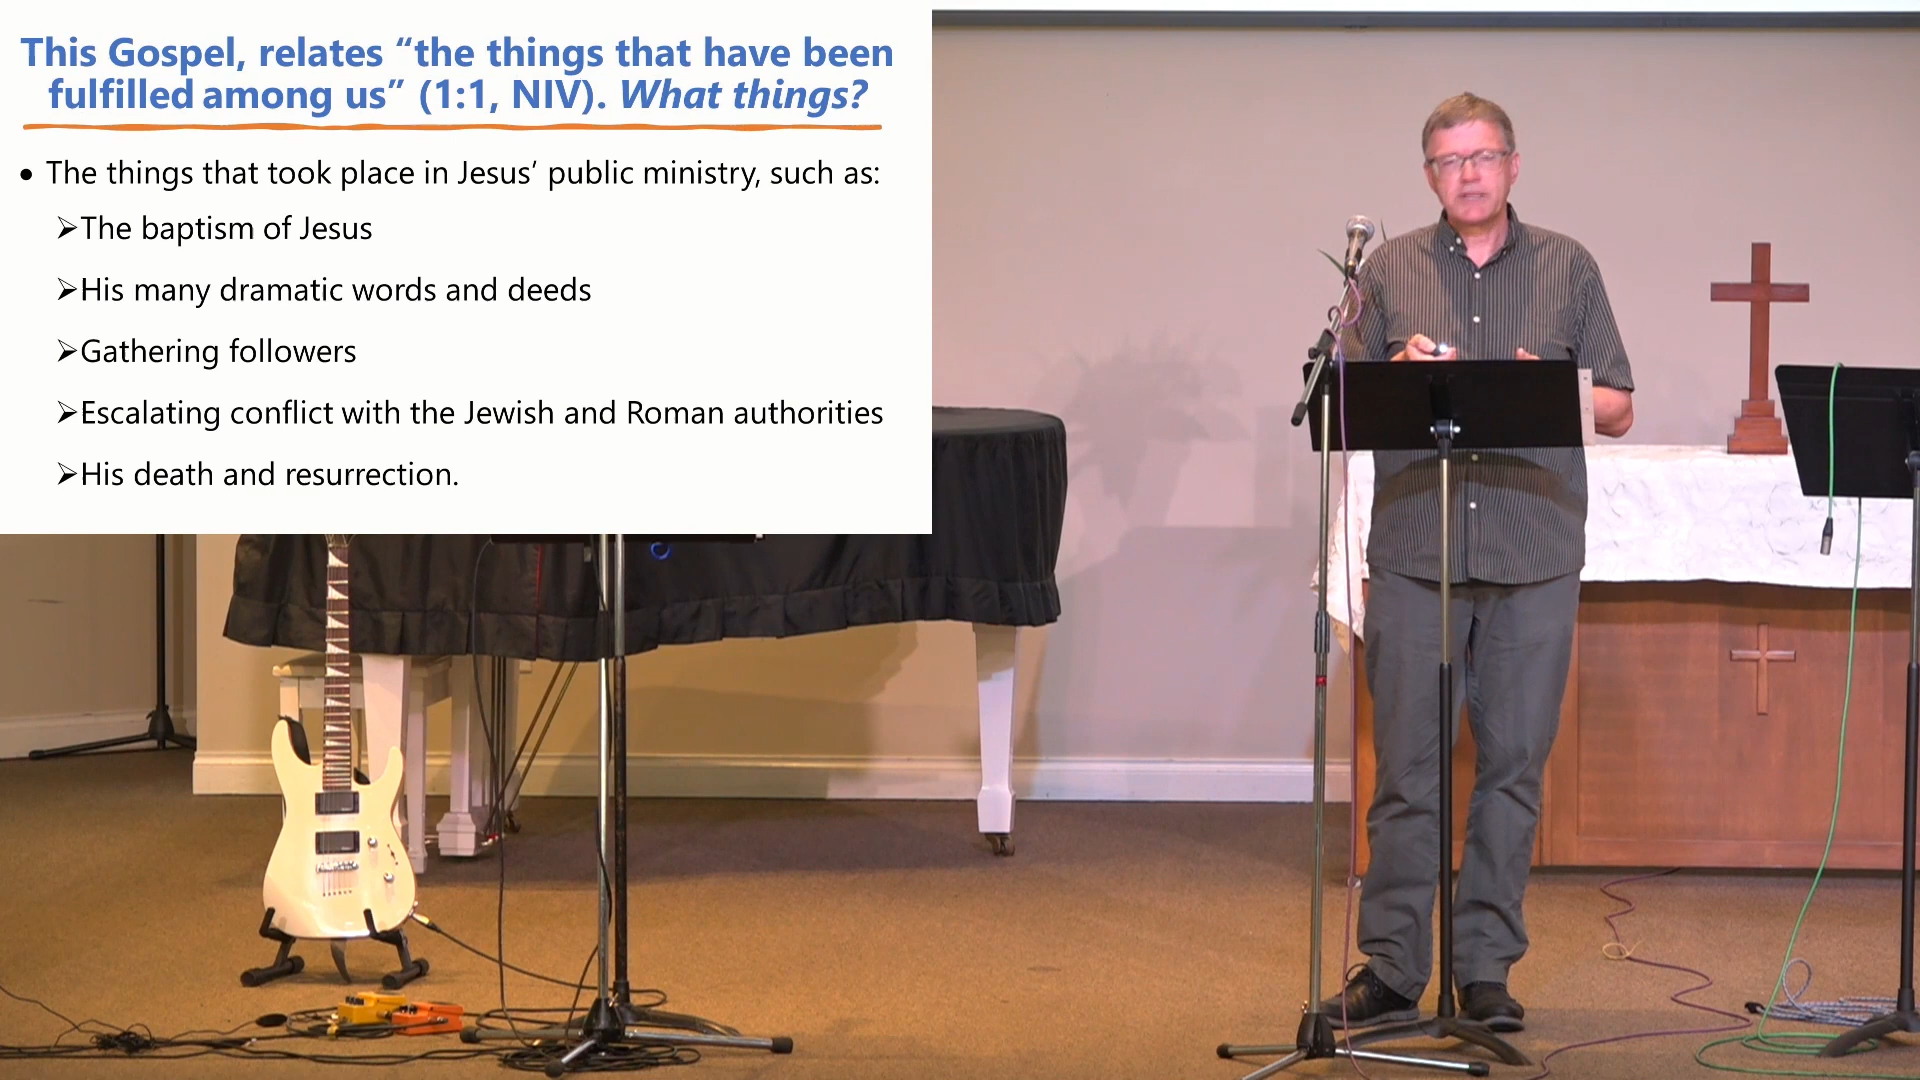 This Gospel, relates “the things that have been
fulfilled among us” (1:1, NIV). What things?
• The things that took place in Jesus’ public ministry, such as:
➢The baptism of Jesus
➢His many dramatic words and deeds
➢Gathering followers
➢Escalating conflict with the Jewish and Roman authorities
➢His death and resurrection.